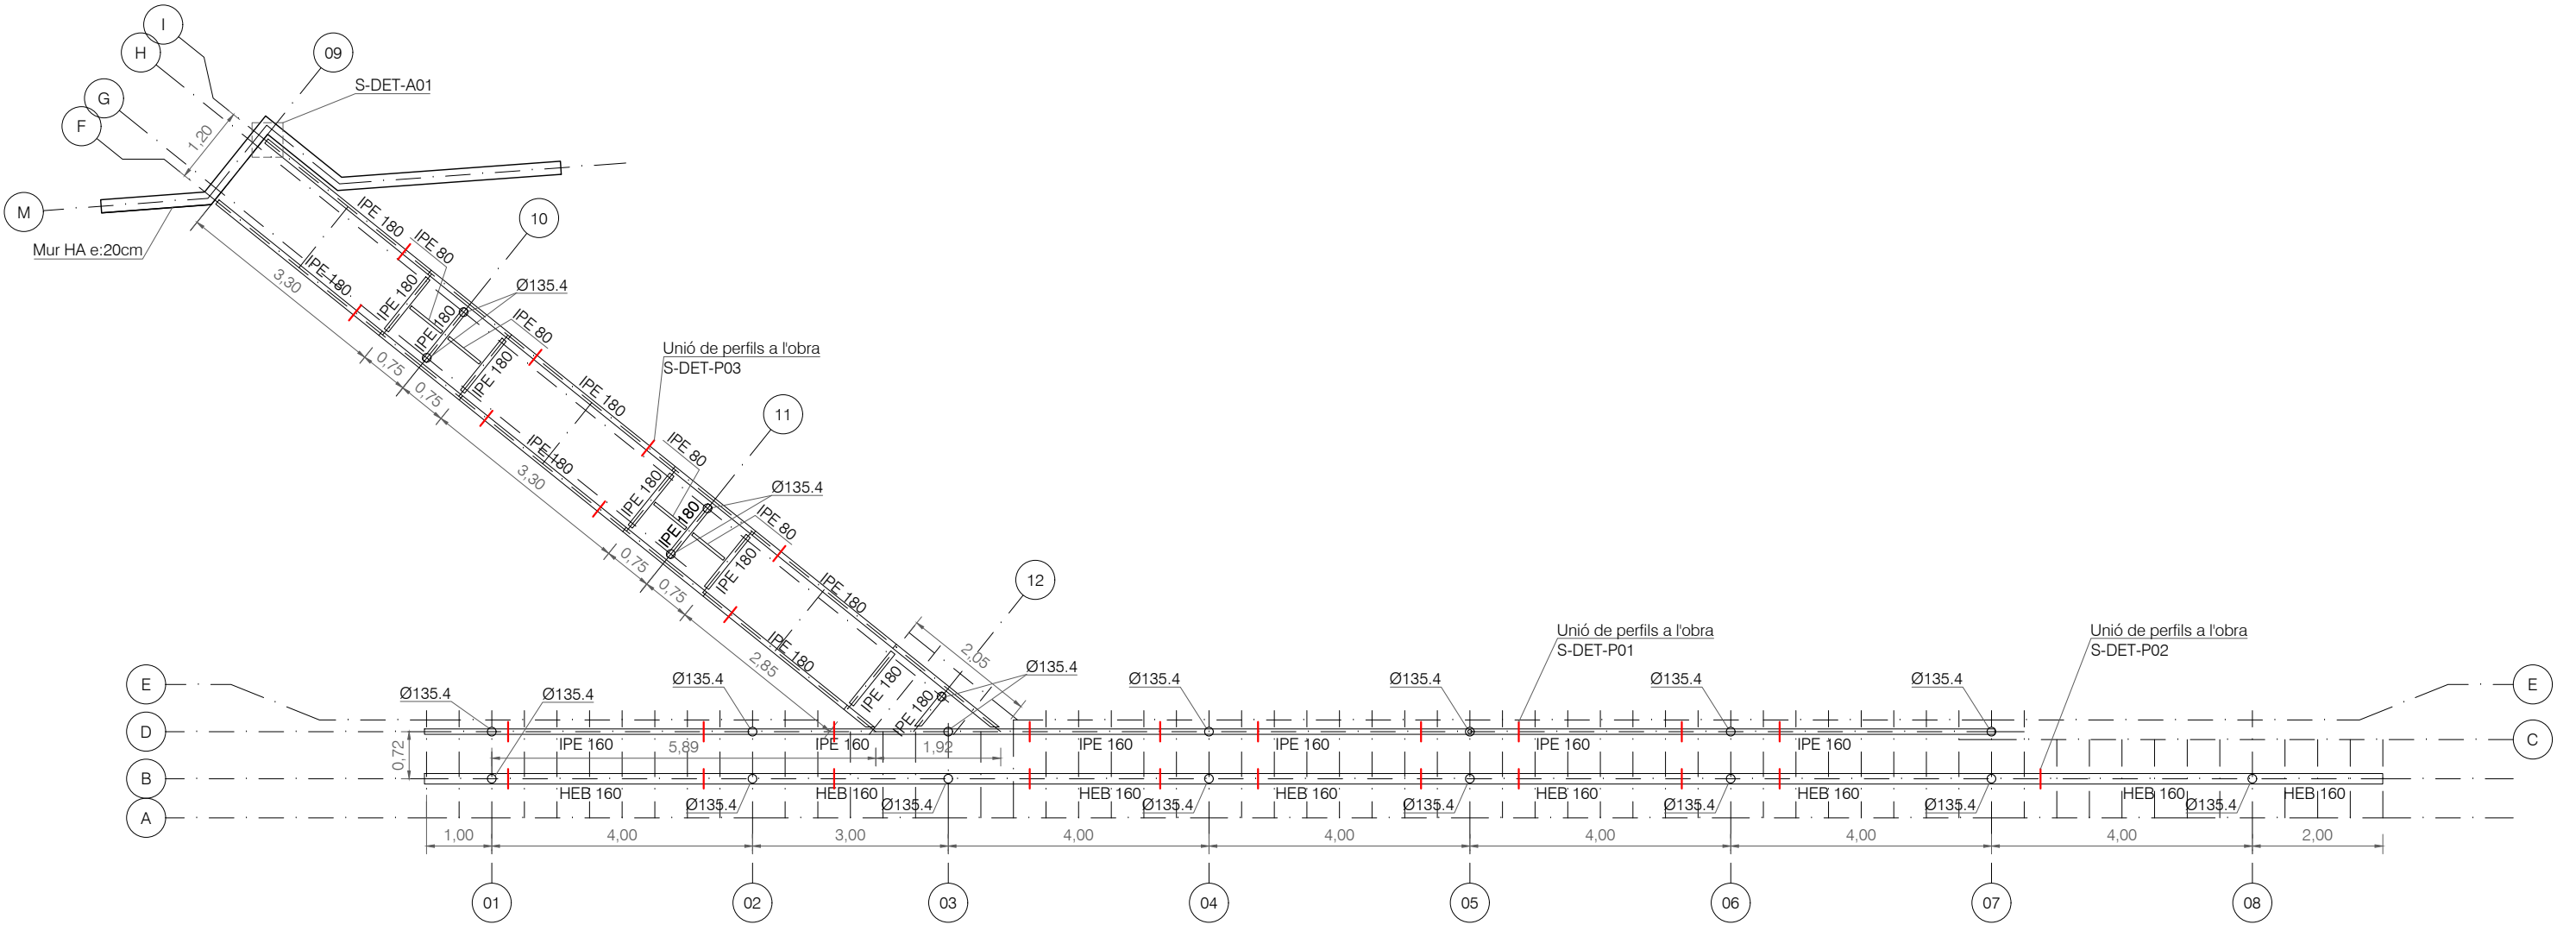 I
H
09
S-DET-A01
G
F
1,20
M
Mur HA e:20cm
IPE 180
IPE 80
10
IPE 180
3,30
IPE 180
Ø135.4
IPE 180
IPE 80
0,75
IPE 180
0,75
Unió de perfils a l'obra
S-DET-P03
IPE 180
11
IPE 180
IPE 80
3,30
IPE 180
Ø135.4
IPE 180
IPE 80
0,75
IPE 180
0,75
IPE 180
12
IPE 180
2,85
2,05
IPE 180
IPE 180
Ø135.4
Unió de perfils a l'obra
S-DET-P01
Unió de perfils a l'obra
S-DET-P02
E
E
Ø135.4
Ø135.4
Ø135.4
Ø135.4
Ø135.4
Ø135.4
Ø135.4
D
C
IPE 160
IPE 160
IPE 160
IPE 160
IPE 160
IPE 160
0,72
5,89
1,92
B
HEB 160
HEB 160
HEB 160
HEB 160
HEB 160
HEB 160
HEB 160
HEB 160
Ø135.4
Ø135.4
Ø135.4
Ø135.4
Ø135.4
Ø135.4
Ø135.4
A
1,00
4,00
3,00
4,00
4,00
4,00
4,00
4,00
2,00
01
02
03
04
05
06
07
08